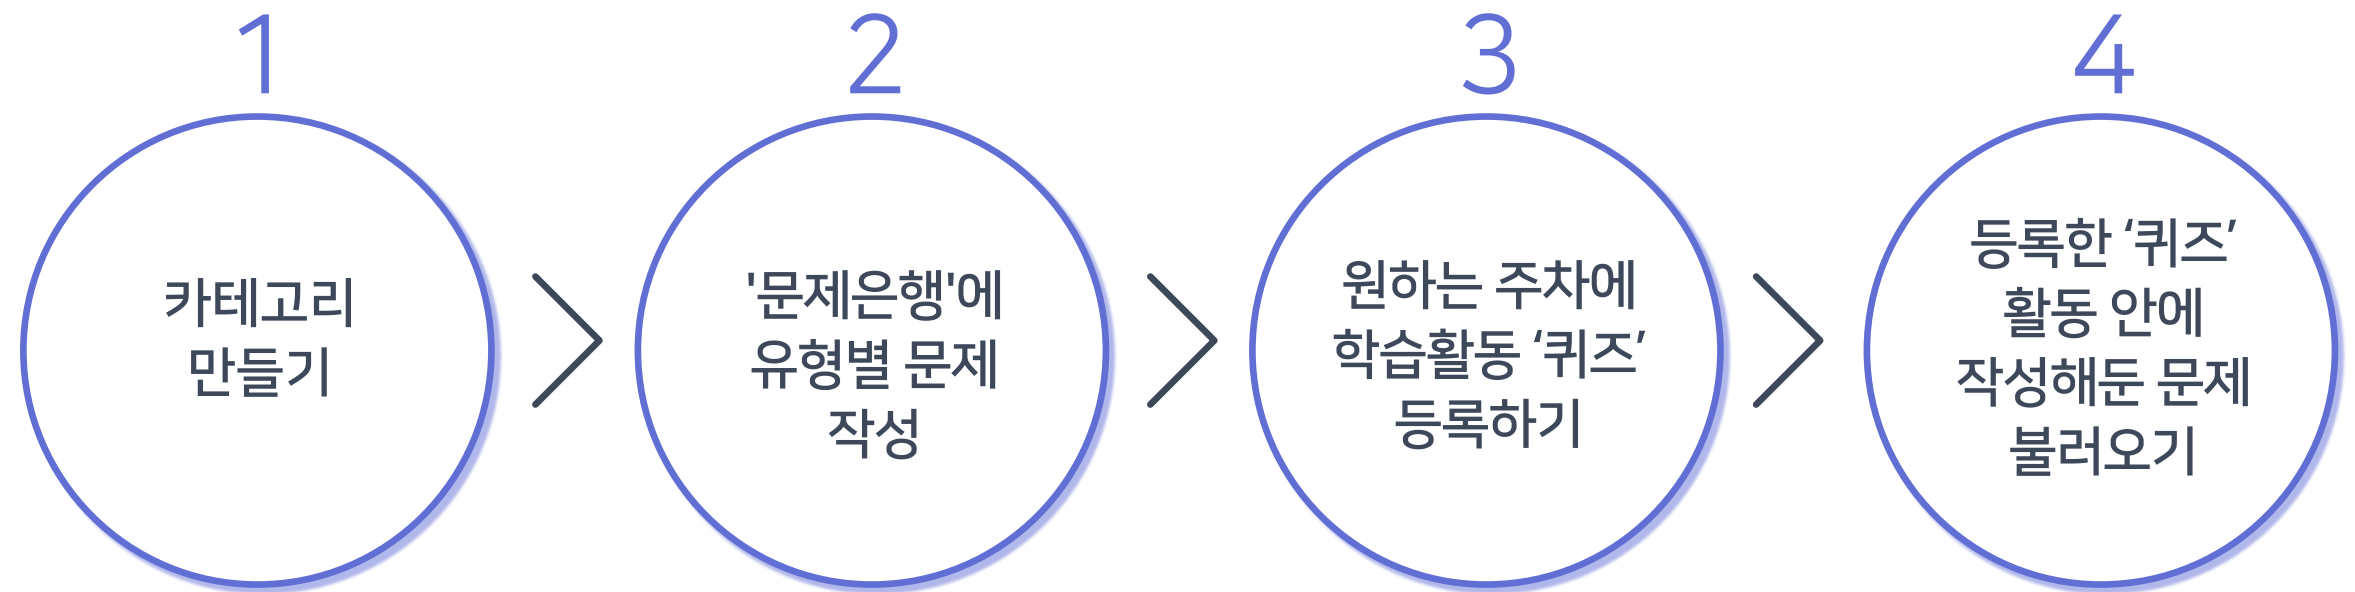 1
카테고리
만들기
2
'문제은행'에
유형별 문제
작성
3
원하는 주차에
학습활동 ‘퀴즈’
등록하기
4
등록한 ‘퀴즈’
활동 안에
작성해둔 문제
불러오기